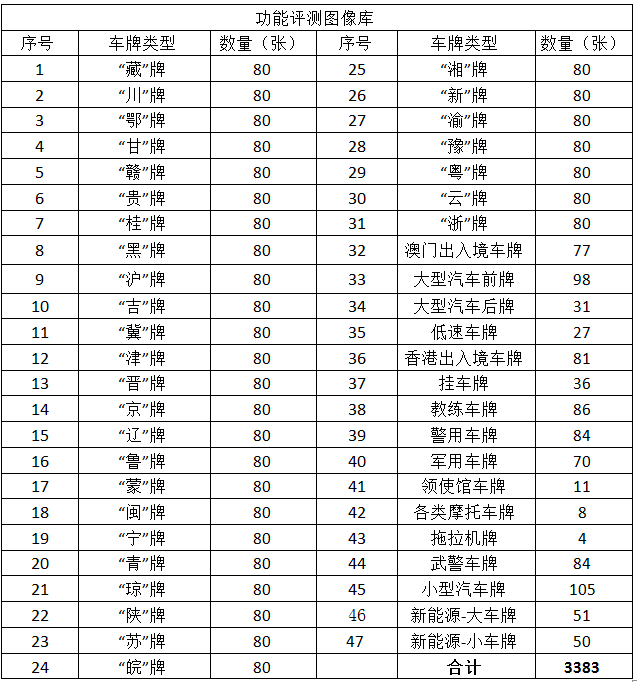 功能评测图像库
序号 车牌类型 数量（张） 序号 车牌类型 数量（张）
1 “藏”牌 80 25 “湘”牌 80
2 “川”牌 80 26 “新”牌 80
3 “鄂”牌 80 27 “渝”牌 80
4 “甘”牌 80 28 “豫”牌 80
5 “赣”牌 80 29 “粤”牌 80
6 “贵”牌 80 30 “云”牌 80
7 “桂”牌 80 31 “浙”牌 80
8 “黑”牌 80 32 澳门出入境车牌 77
9 “沪”牌 80 33 大型汽车前牌 98
10 “吉”牌 80 34 大型汽车后牌 31
11 “冀”牌 80 35 低速车牌 27
12 “津”牌 80 36 香港出入境车牌 81
13 “晋”牌 80 37 挂车牌 36
14 “京”牌 80 38 教练车牌 86
15 “辽”牌 80 39 警用车牌 84
16 “鲁”牌 80 40 军用车牌 70
17 “蒙”牌 80 41 领使馆车牌 11
18 “闽”牌 80 42 各类摩托车牌 8
19 “宁”牌 80 43 拖拉机牌 4
20 “青”牌 80 44 武警车牌 84
21 “琼”牌 80 45 小型汽车牌 105
22 “陕”牌 80 46 新能源-大车牌 51
23 “苏”牌 80 47 新能源-小车牌 50
24 “皖”牌 80 合计 3383